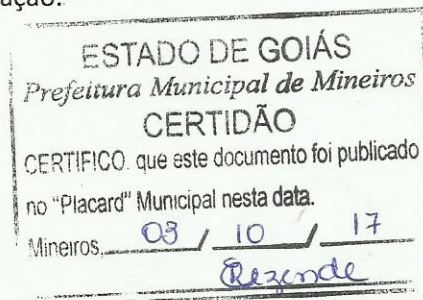 ação.
ESTADO DE GOIÁS
Prefeitura Municipal de Mineiros
CERTIDÃO
CERTIFICO. que este documento foi publicado
no "Placard" Municipal nesta data.
Mineiros, 03 / 10 / 17
Rezende